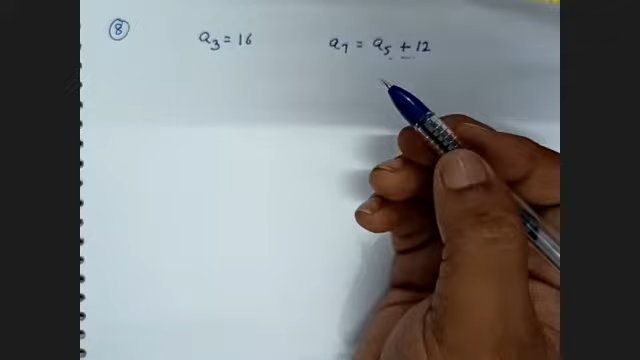 ⑧ a₃ = 16 a₇ = a₅ + 12